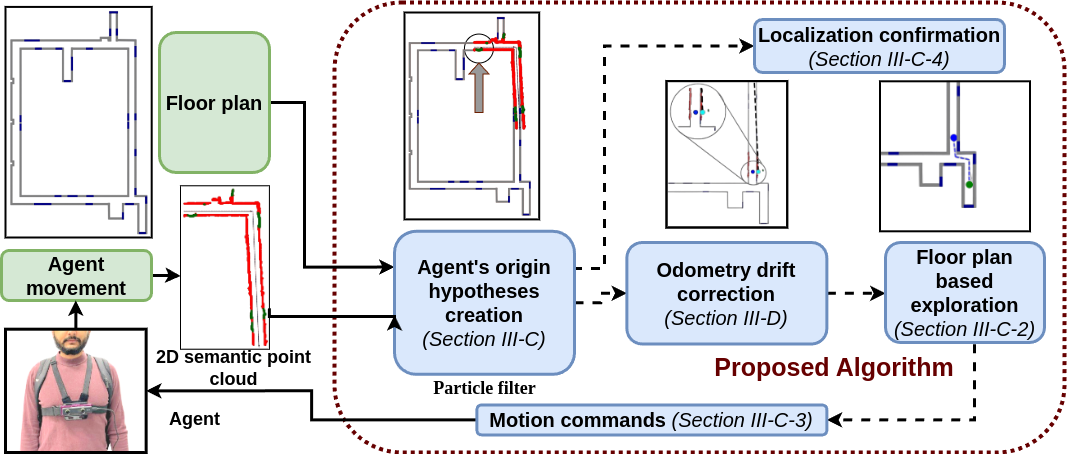 Floor plan
Agent
movement
2D semantic point
cloud
Agent
Agent's origin
hypotheses
creation
(Section III-C)
Particle filter
Localization confirmation
(Section III-C-4)
Odometry drift
correction
(Section III-D)
Floor plan
based
exploration
(Section III-C-2)
Proposed Algorithm
Motion commands (Section III-C-3)